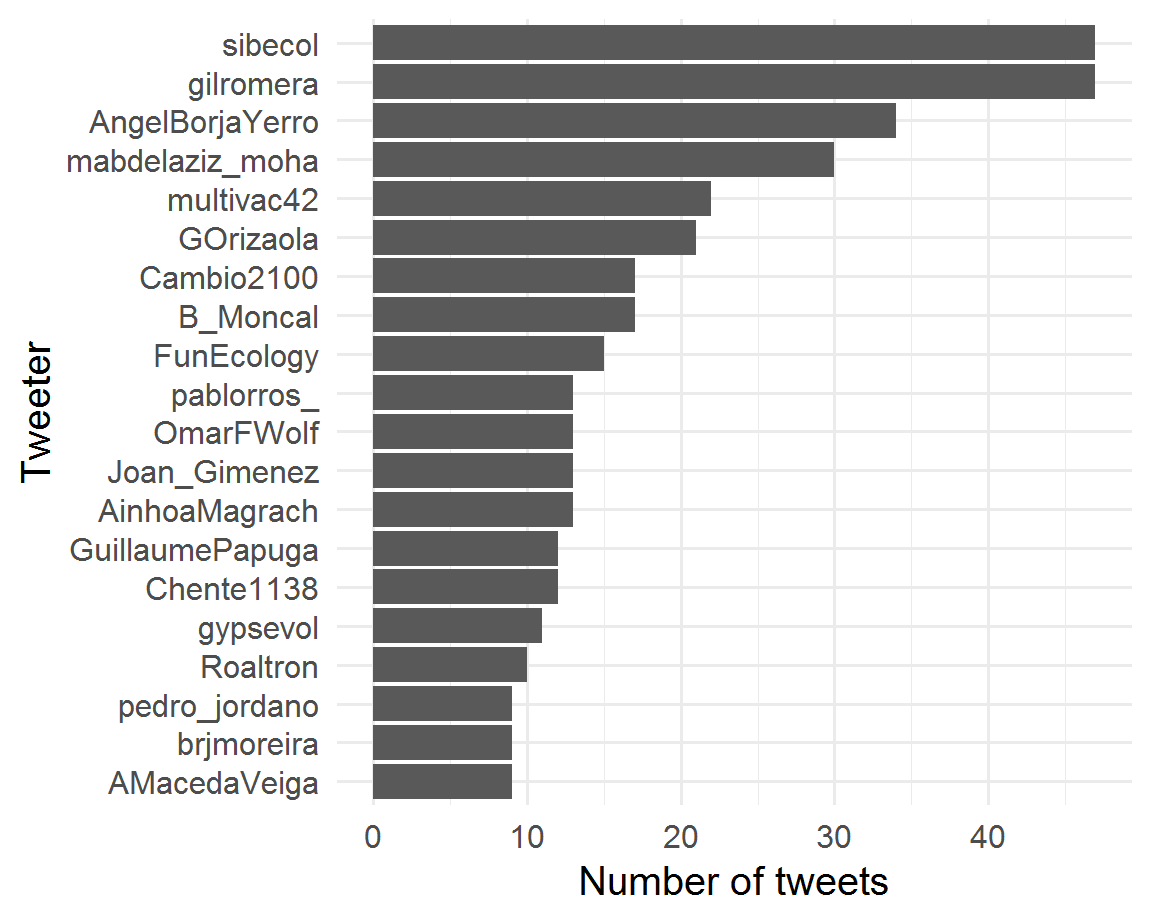 sibecol
gilromera
AngelBorjaYerro
mabdelaziz_moha
multivac42
GOrizaola
Cambio2100
B_Moncal
FunEcology
pablorros_
OmarFWolf
Joan_Gimenez
AinhoaMagrach
GuillaumePapuga
Chente1138
gypsevol
Roaltron
pedro_jordano
brjmoreira
AMacedaVeiga
Tweeter
0 10 20 30 40
Number of tweets